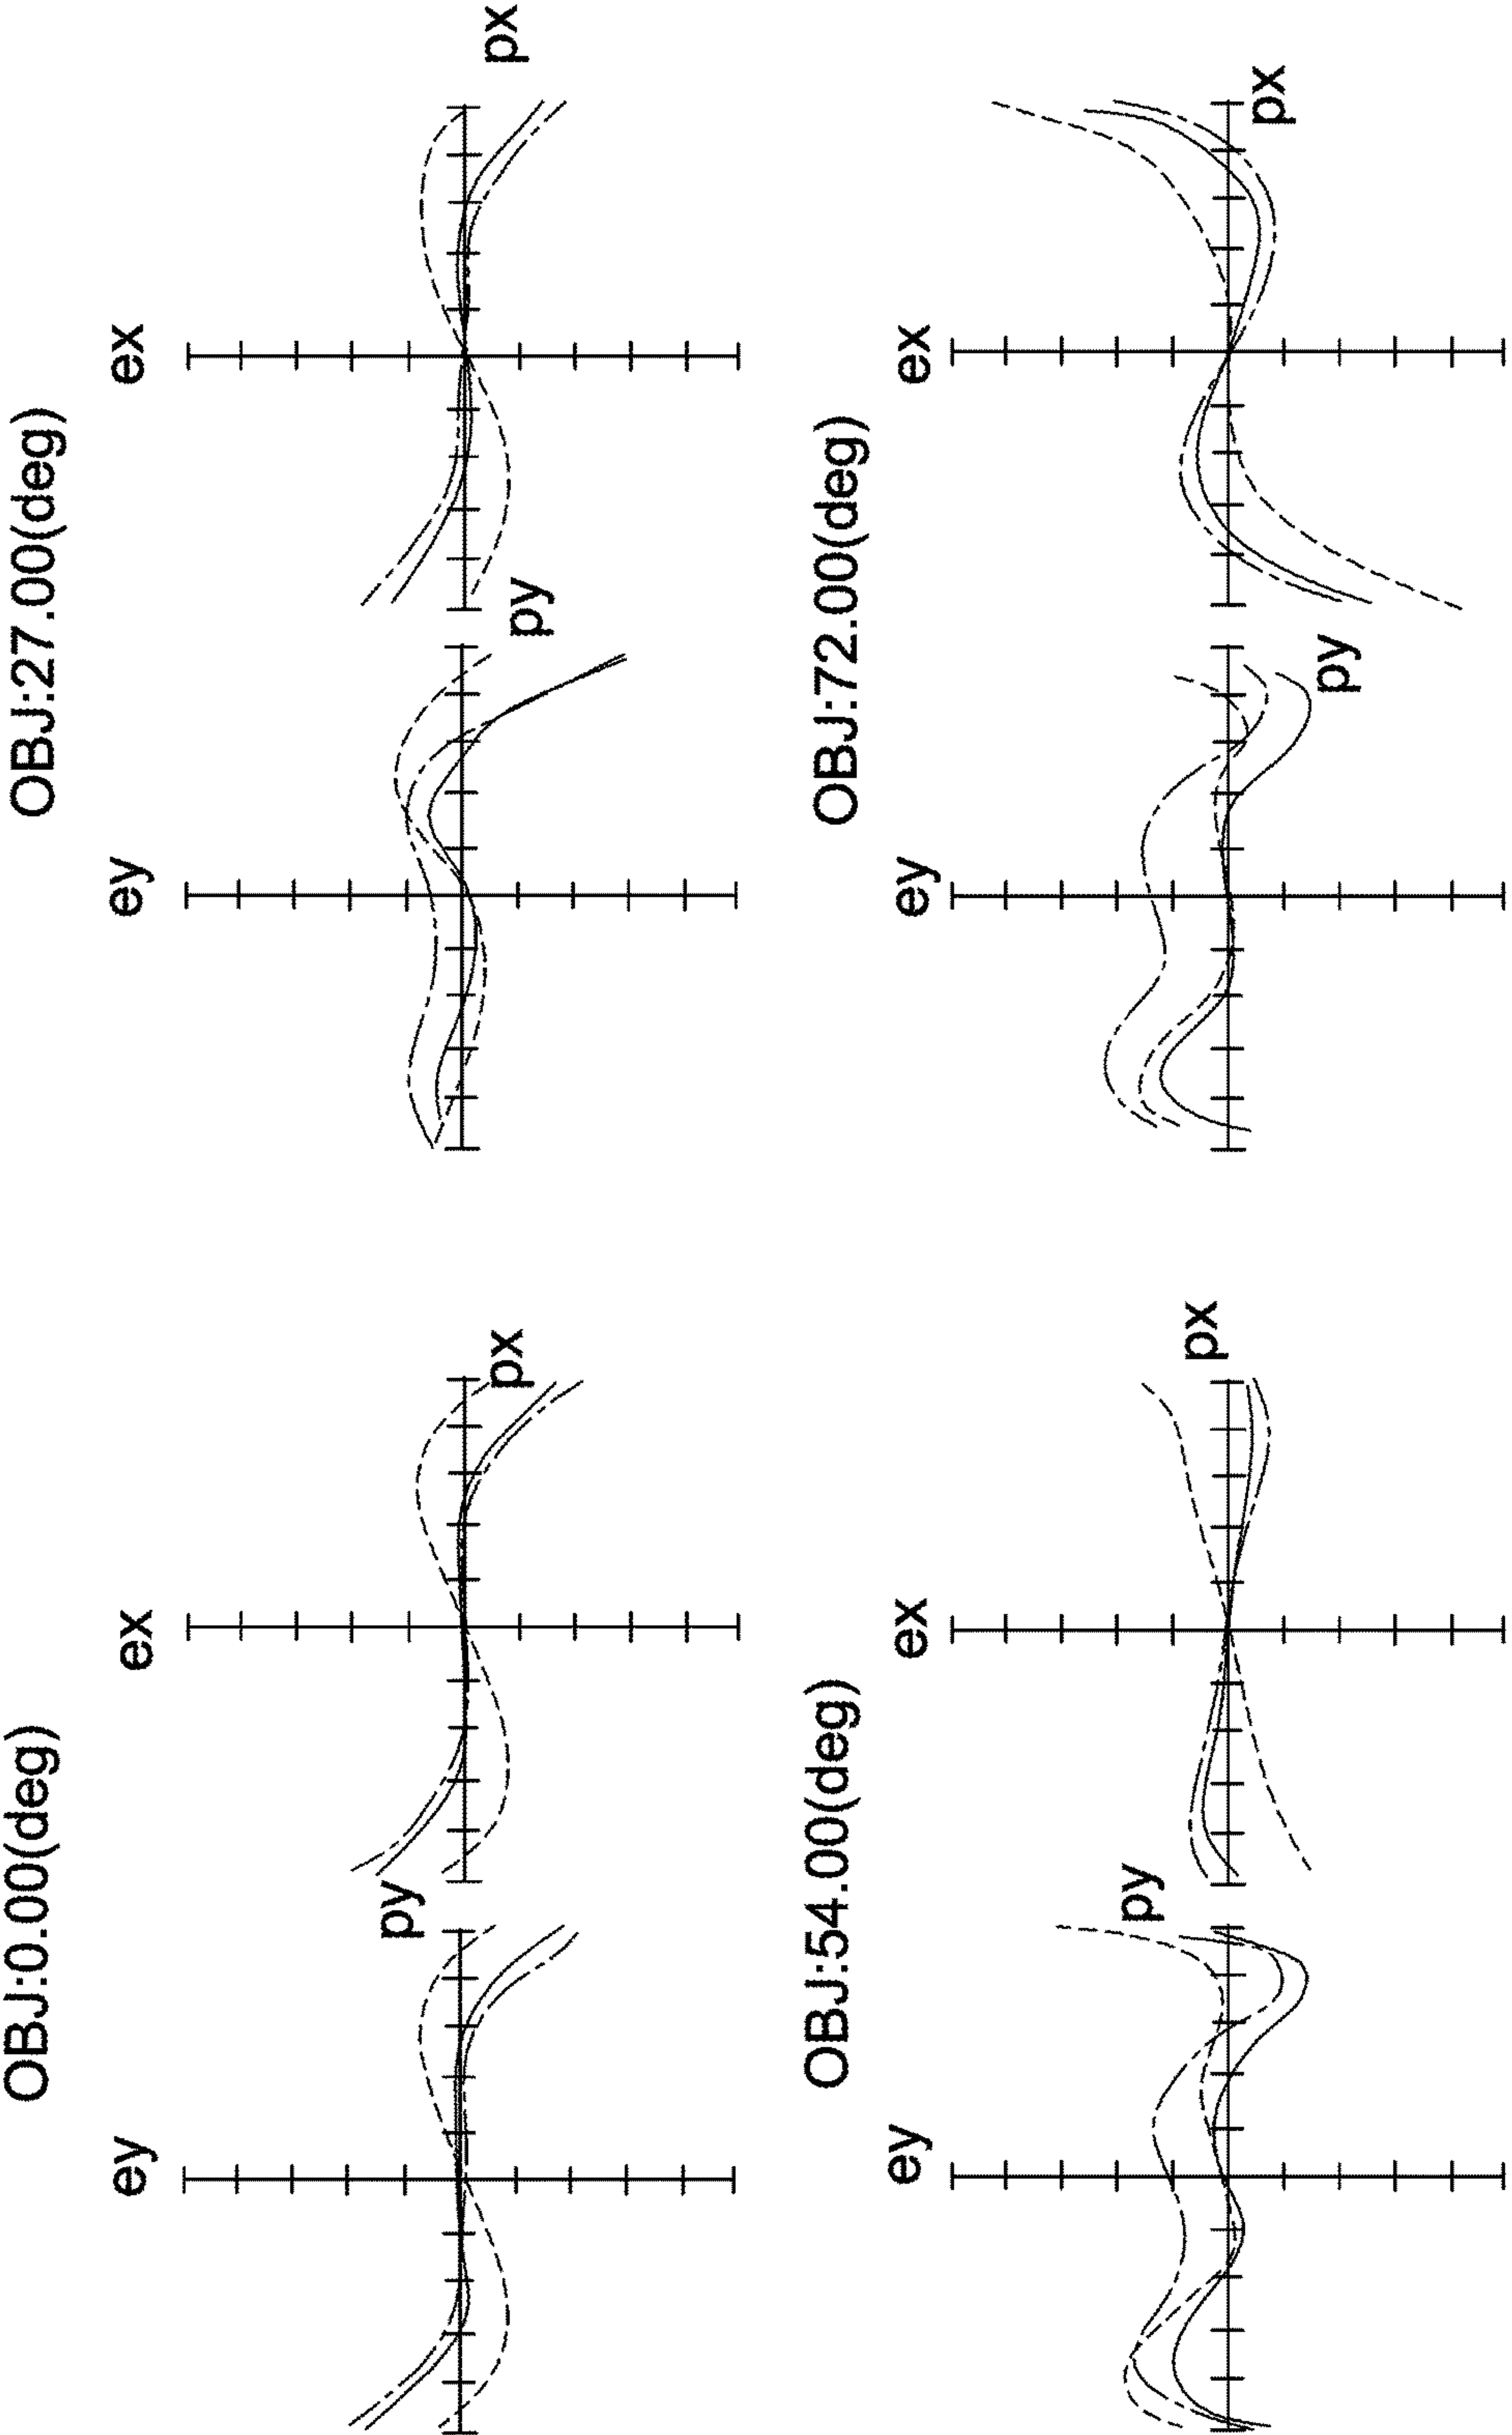 OBJ:0.00(deg)
ey
py
ex
px
OBJ:27.00(deg)
ey
py
ex
px
OBJ:54.00(deg)
ey
py
ex
px
OBJ:72.00(deg)
ey
py
ex
px